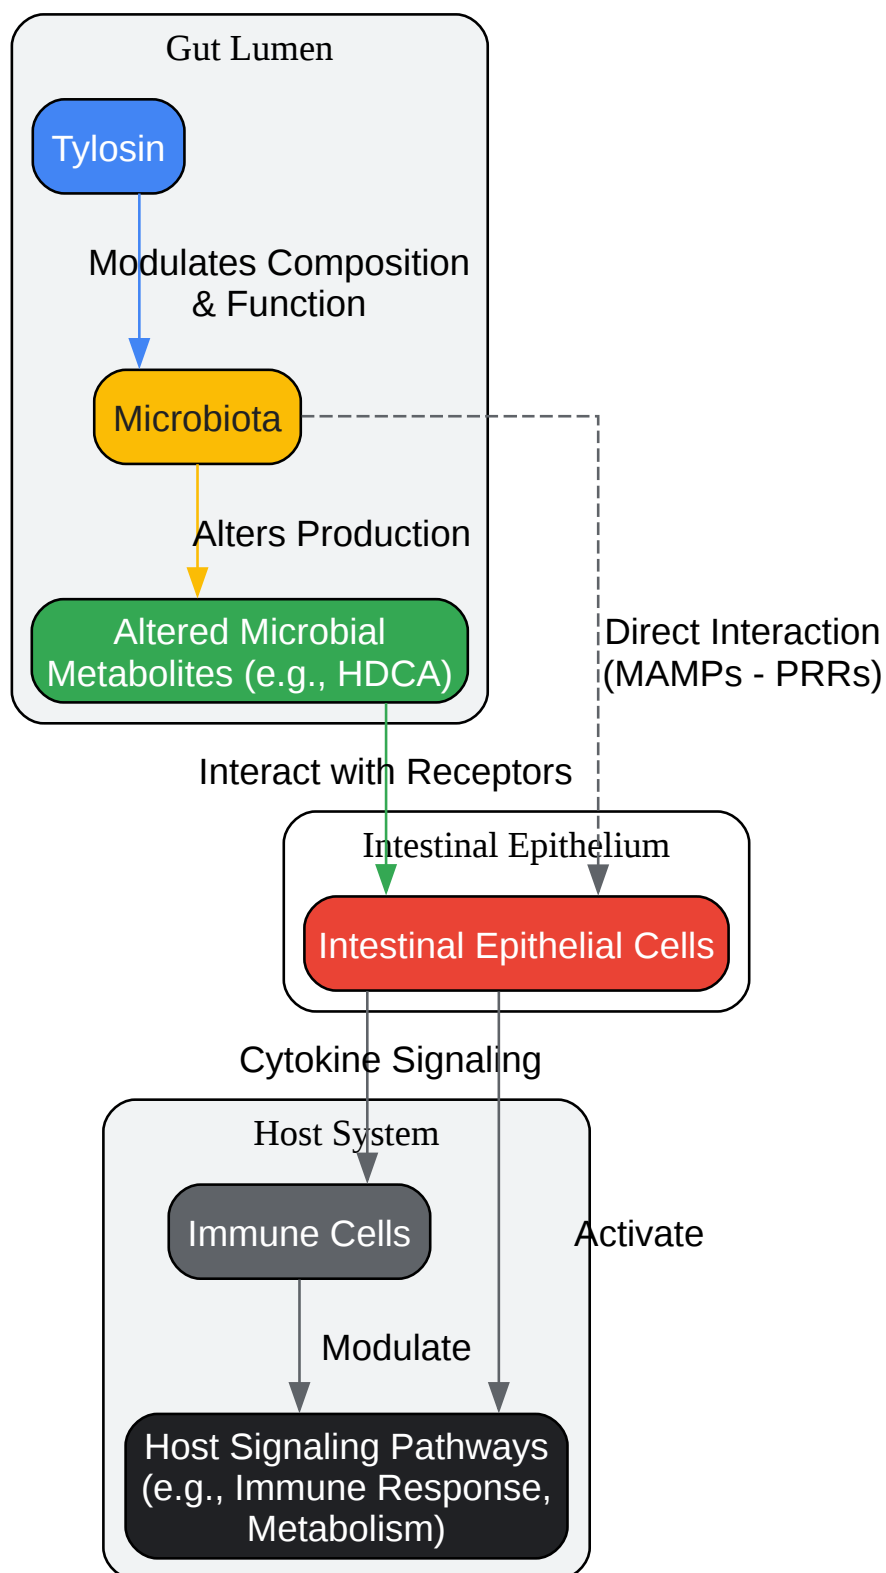 Gut Lumen
Tylosin
Modulates Composition
& Function
Microbiota
Alters Production
Altered Microbial
Metabolites (e.g., HDCA)
Direct Interaction
(MAMPs - PRRs)
Interact with Receptors
Intestinal Epithelium
Intestinal Epithelial Cells
Cytokine Signaling
Host System
Immune Cells
Activate
Modulate
Host Signaling Pathways
(e.g., Immune Response,
Metabolism)